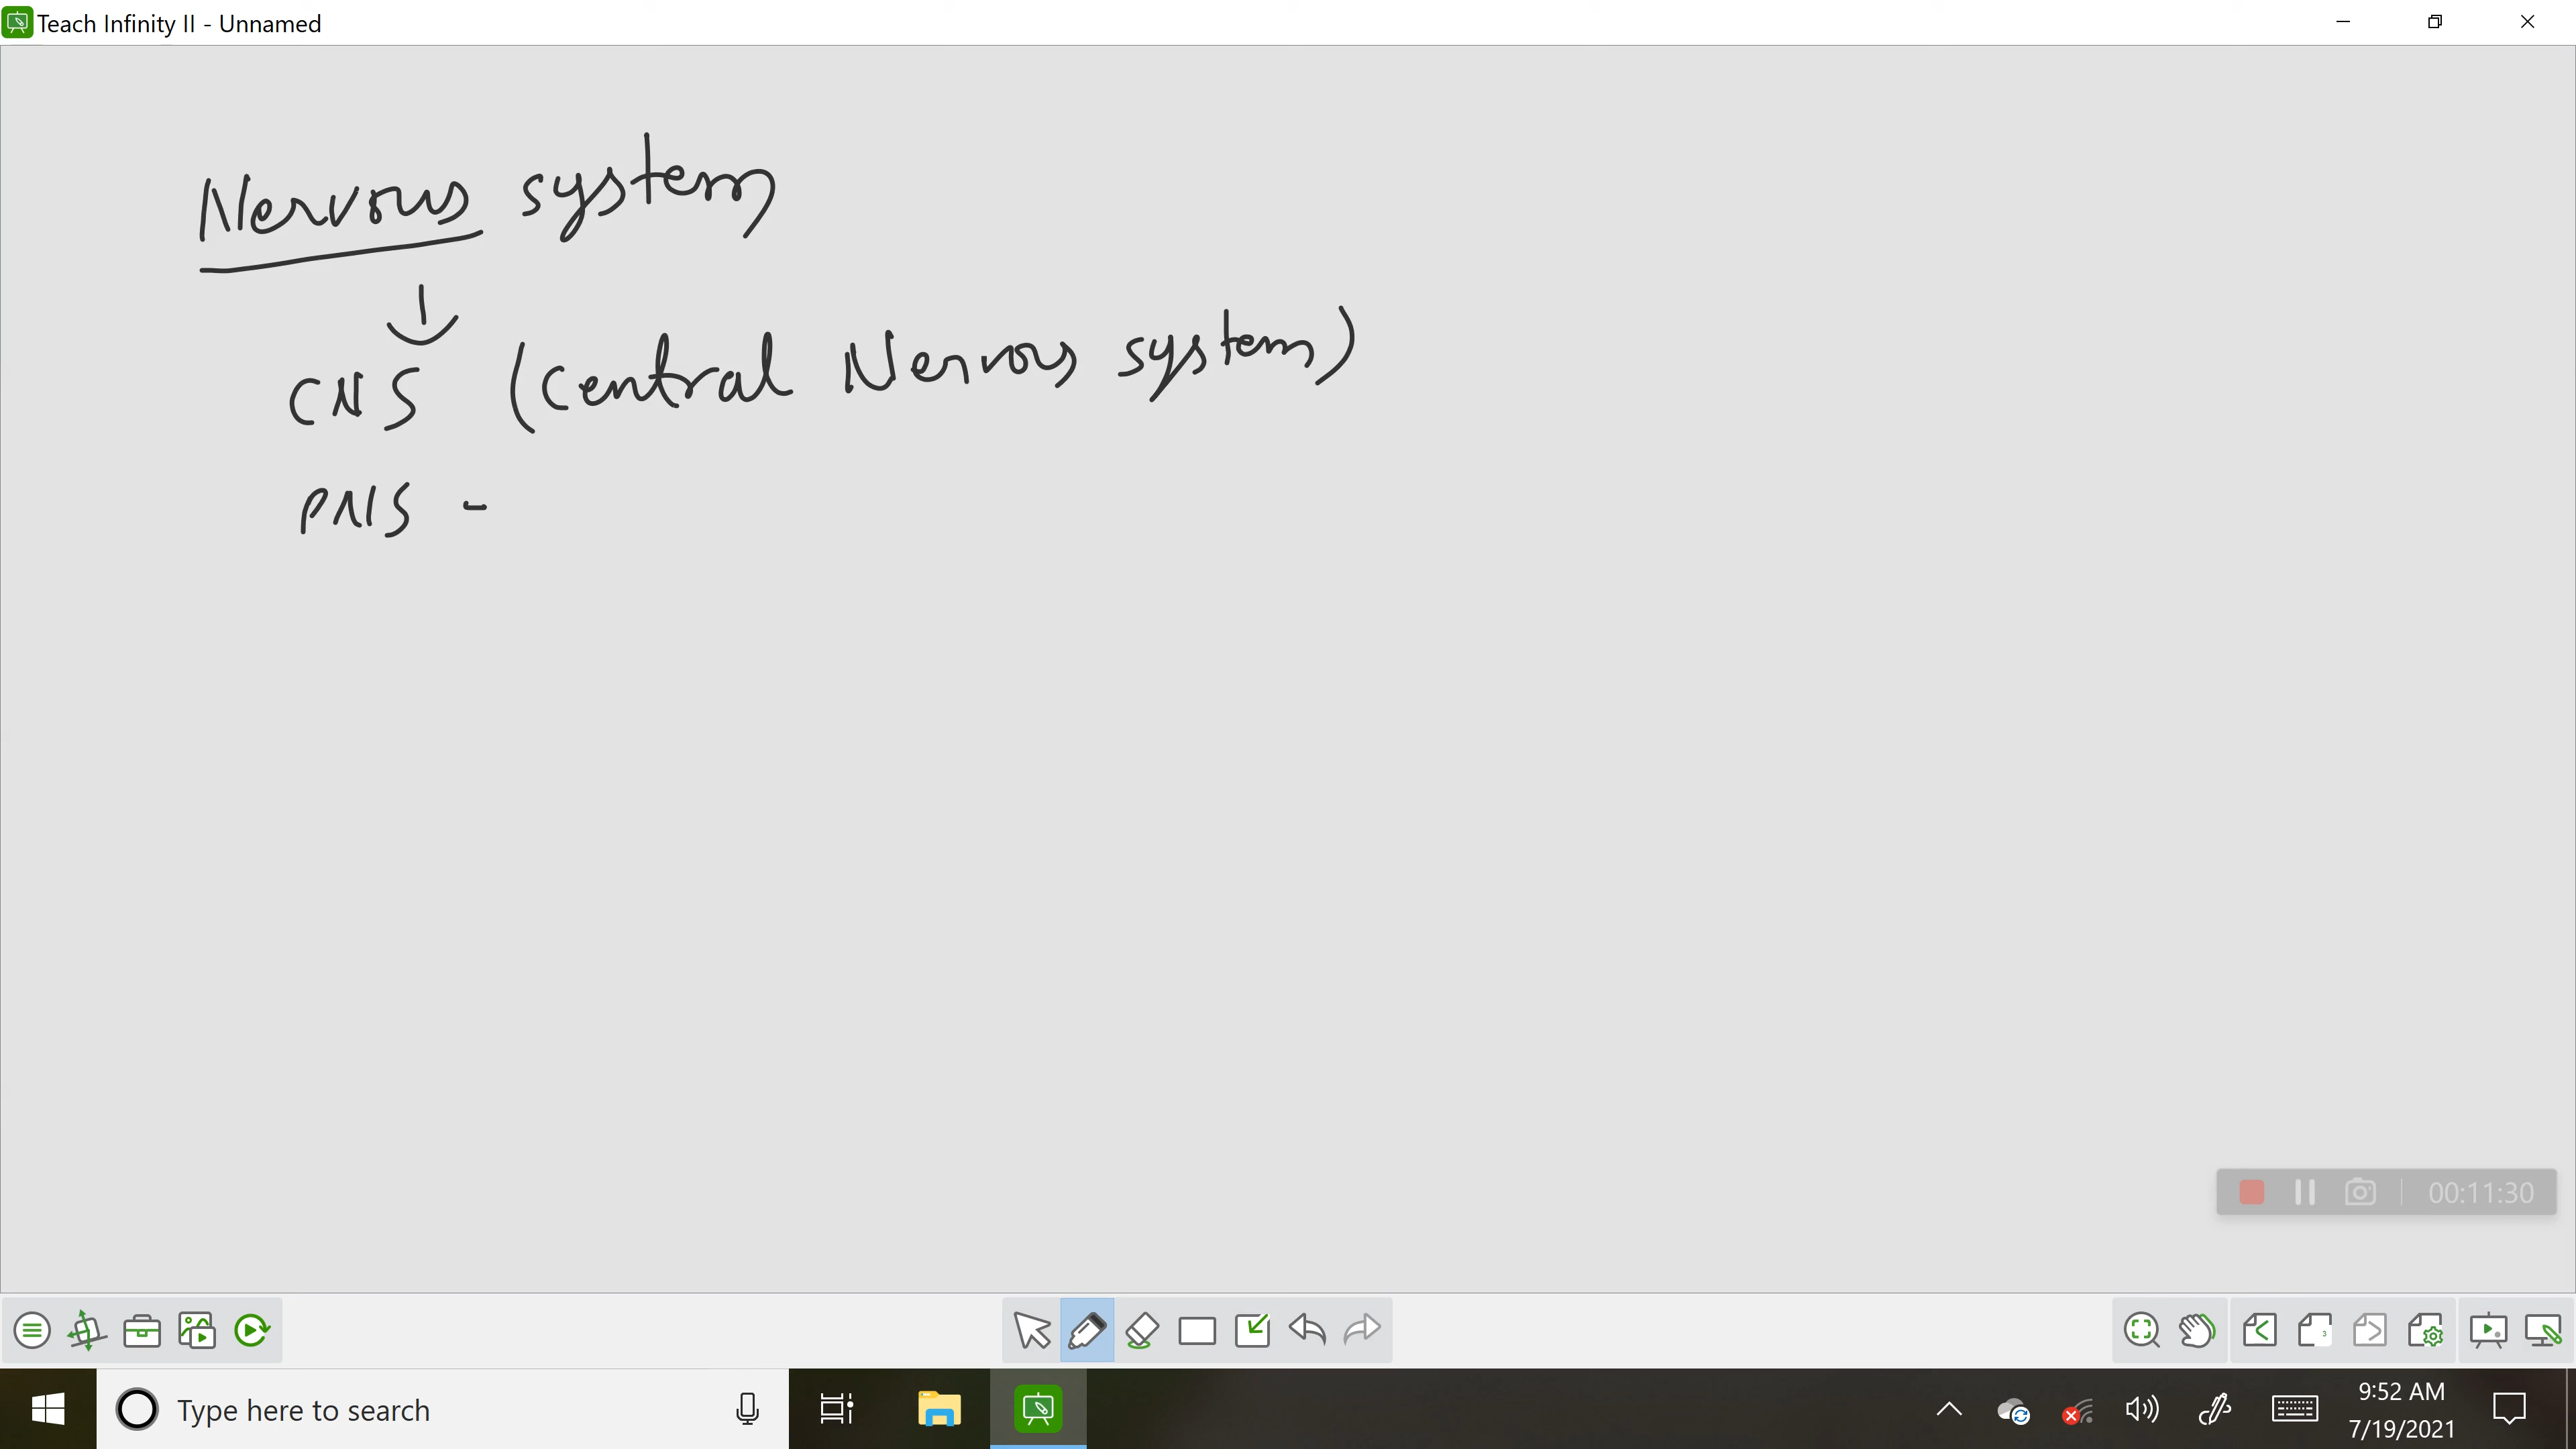 Teach Infinity II - Unnamed
Nervous system
CNS (Central Nervous system)
PNS -
00:11:30
3
Type here to search
9:52 AM
7/19/2021